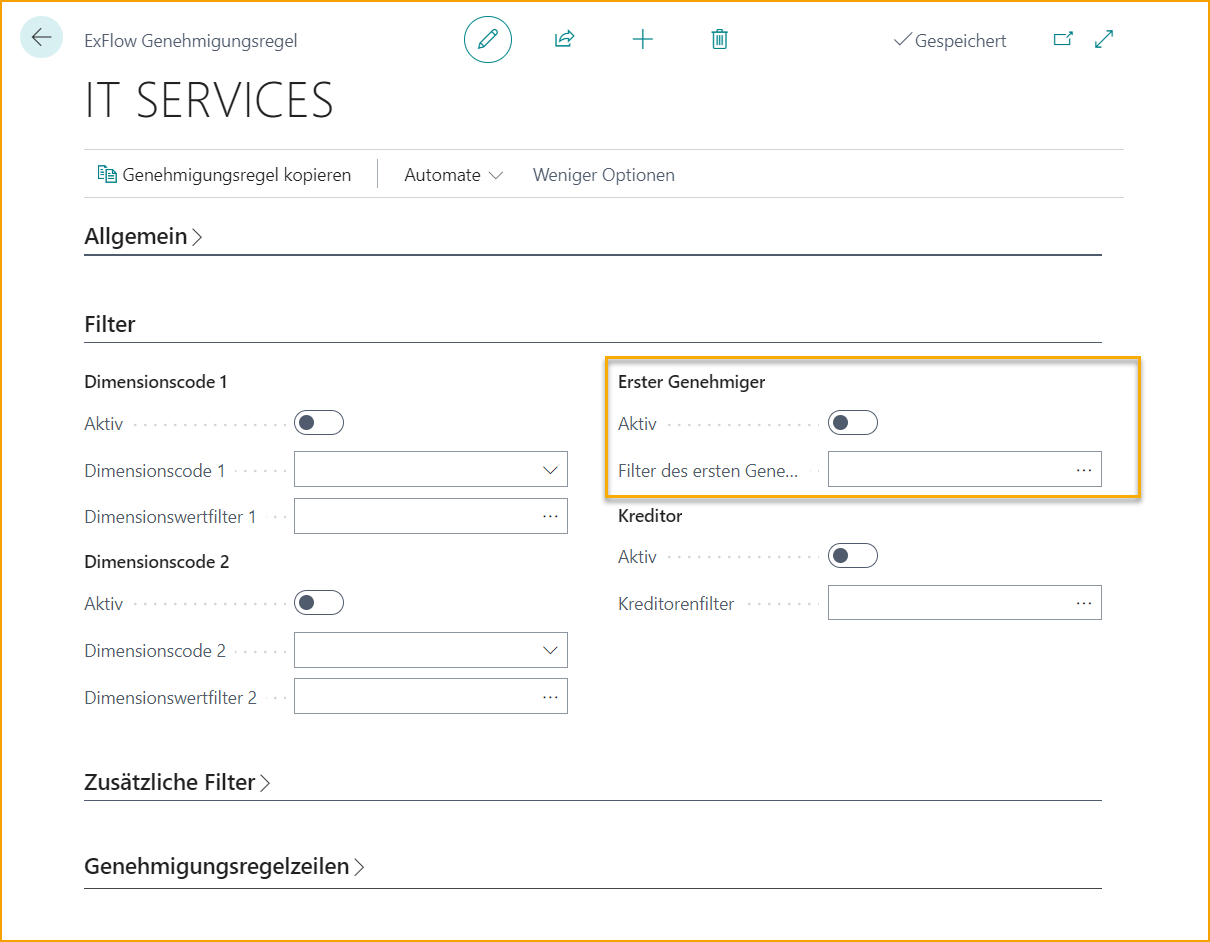 ExFlow Genehmigungsregel
Gespeichert
IT SERVICES
Genehmigungsregel kopieren
Automate
Weniger Optionen
Allgemein
Filter
Dimensionscode 1
Aktiv
Dimensionscode 1
Dimensionswertfilter 1
Dimensionscode 2
Aktiv
Dimensionscode 2
Dimensionswertfilter 2
Erster Genehmiger
Aktiv
Filter des ersten Gene...
Kreditor
Aktiv
Kreditorenfilter
Zusätzliche Filter
Genehmigungsregelzeilen